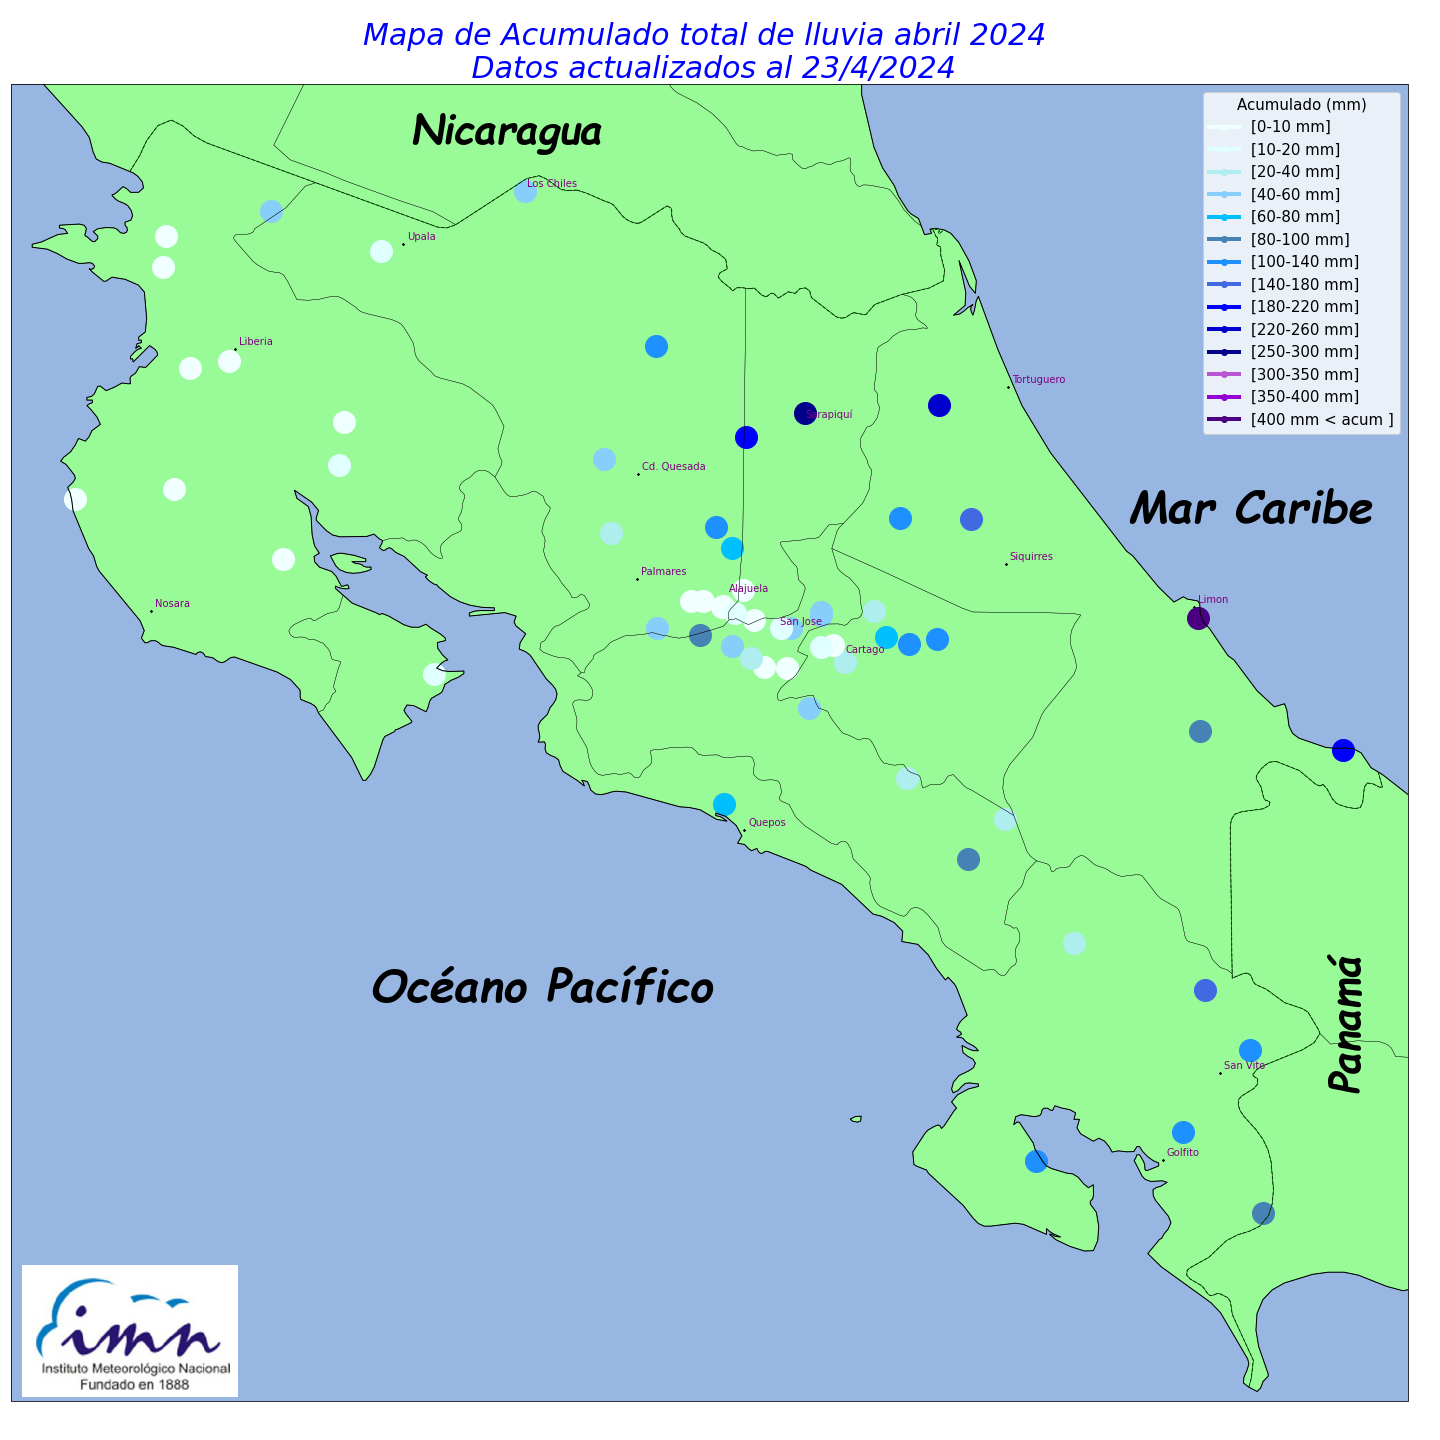 Mapa de Acumulado total de lluvia abril 2024
Datos actualizados al 23/4/2024
Acumulado (mm)
[0-10 mm]
[10-20 mm]
[20-40 mm]
[40-60 mm]
[60-80 mm]
[80-100 mm]
[100-140 mm]
[140-180 mm]
[180-220 mm]
[220-260 mm]
[250-300 mm]
[300-350 mm]
[350-400 mm]
[400 mm < acum ]
Nicaragua
Los Chiles
Upala
Liberia
Tortuguero
Sarapiquí
Cd. Quesada
Mar Caribe
Siquirres
Palmares
Alajuela
Limon
Nosara
San Jose
Cartago
Quepos
Océano Pacífico
Panamá
San Vito
Golfito
imn
Instituto Meteorológico Nacional
Fundado en 1888